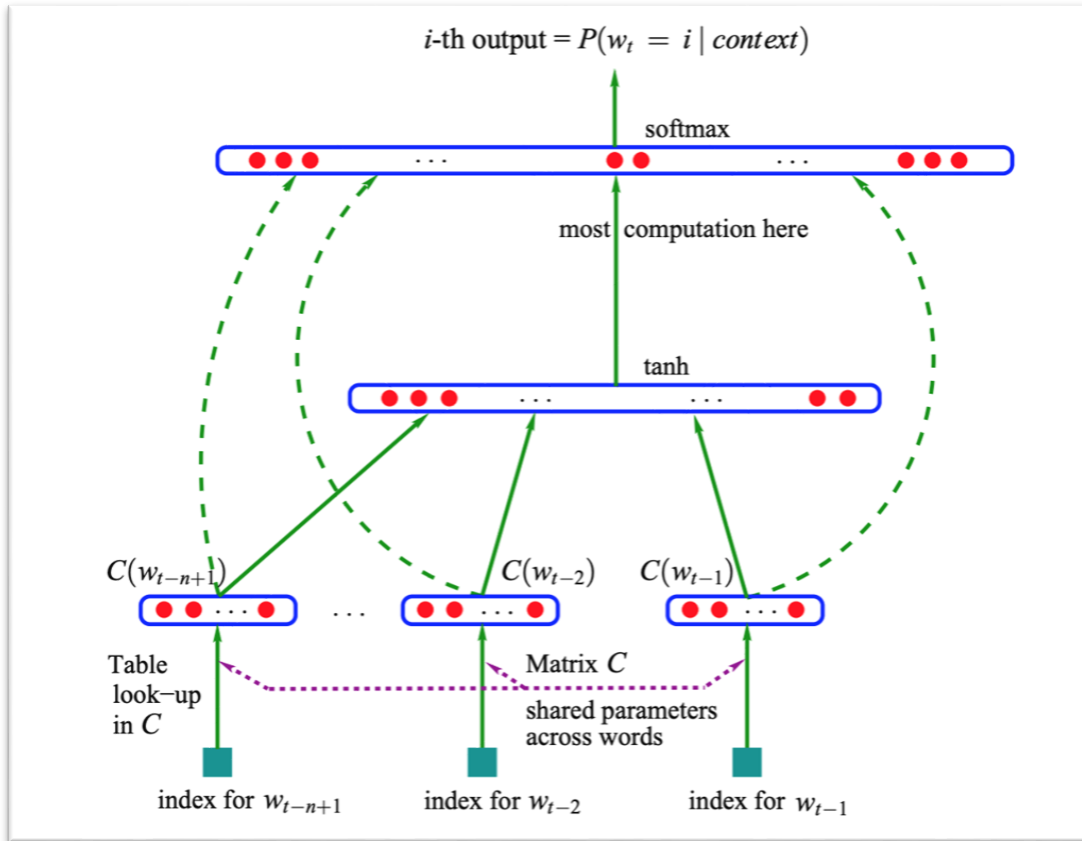 i-th output = P(w_t = i | context)
softmax
. . .
. . .
most computation here
tanh
. . .
. . .
C(w_{t−n+1})
C(w_{t−2})
C(w_{t−1})
. . .
. . .
. . .
. . .
Table
look−up
in C
Matrix C
shared parameters
across words
index for w_{t−n+1}
index for w_{t−2}
index for w_{t−1}